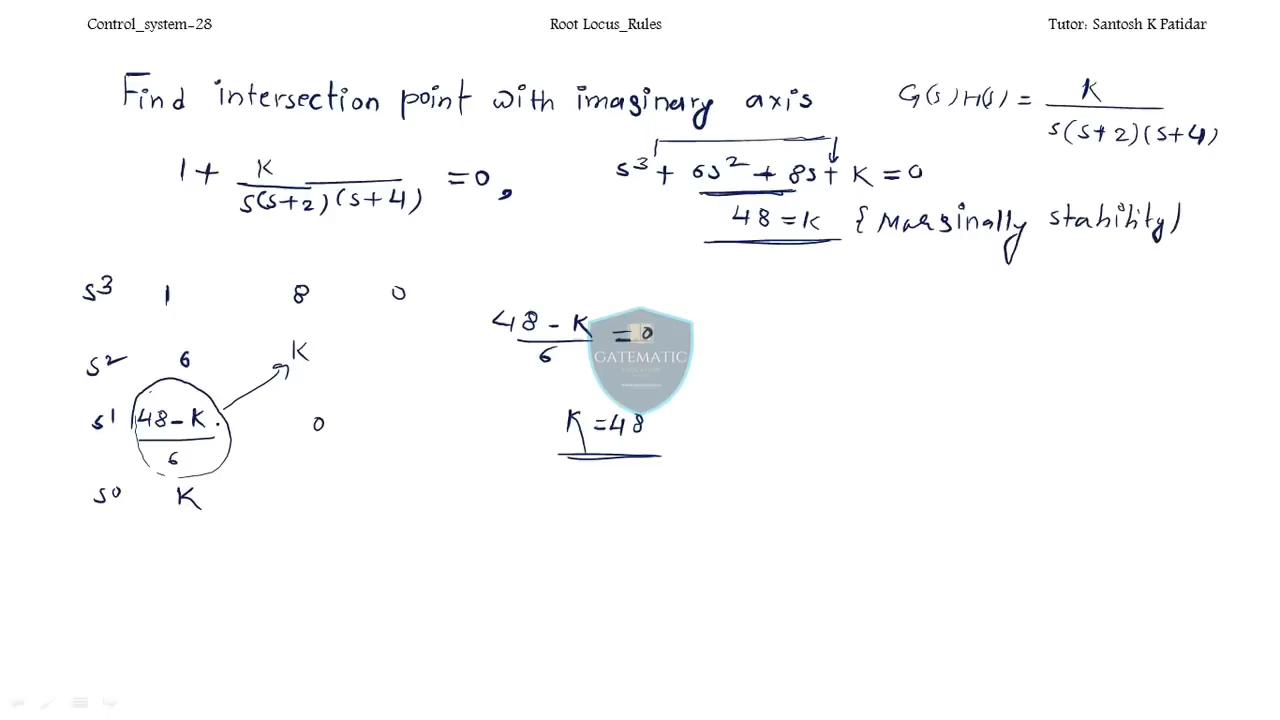 Control_system-28 Root Locus_Rules Tutor: Santosh K Patidar
Find intersection point with imaginary axis G(s)H(s) = K / s(s+2)(s+4)
1 + K / s(s+2)(s+4) = 0, s³ + 6s² + 8s + K = 0
48 = K {Marginally stability)
s³ 1 8 0
s² 6 K
s¹ 48-K / 6 0
s⁰ K
48-K / 6 = 0
K = 48
GATEMATIC